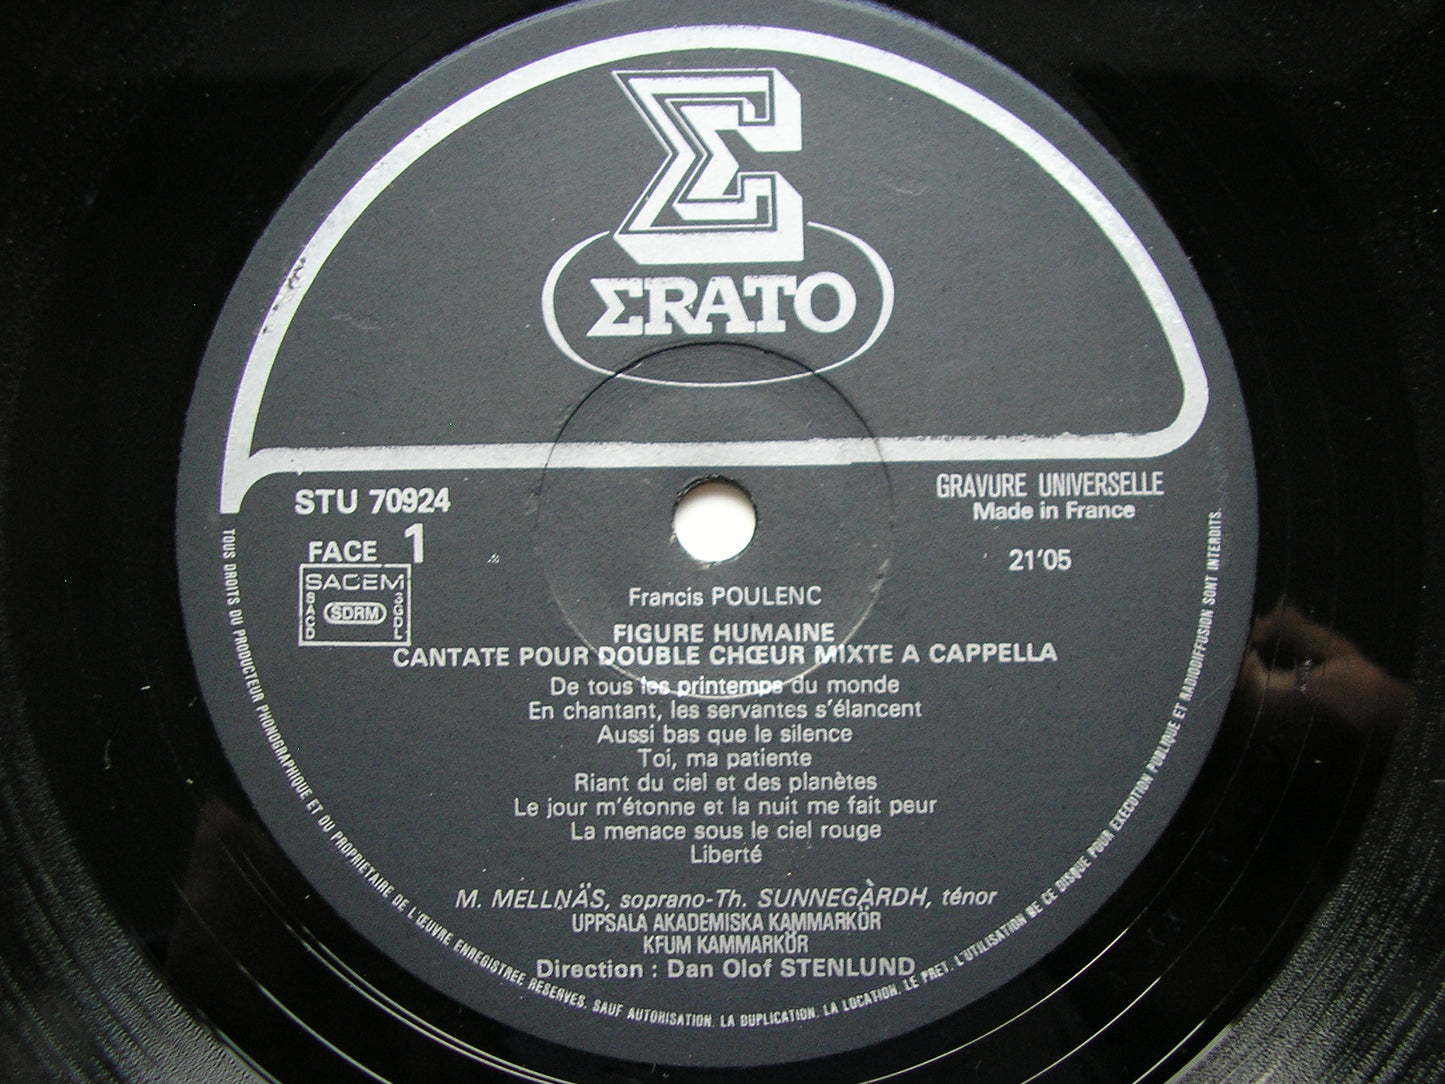 Σ
ΣRATO
STU 70924
GRAVURE UNIVERSELLE
Made in France
FACE 1
21'05
SACEM
SACD
SDRM
SGDL
Francis POULENC
FIGURE HUMAINE
CANTATE POUR DOUBLE CHŒUR MIXTE A CAPPELLA
De tous les printemps du monde
En chantant, les servantes s'élancent
Aussi bas que le silence
Toi, ma patiente
Riant du ciel et des planètes
Le jour m'étonne et la nuit me fait peur
La menace sous le ciel rouge
Liberté
M. MELLNÄS, soprano-Th. SUNNEGÀRDH, ténor
UPPSALA AKADEMISKA KAMMARKÖR
KFUM KAMMARKÖR
Direction : Dan Olof STENLUND
TOUS DROITS DU PRODUCTEUR PHONOGRAPHIQUE ET DU PROPRIETAIRE DE L'ŒUVRE ENREGISTREE RESERVES. SAUF AUTORISATION. LA DUPLICATION. LA LOCATION. LE PRET. L'UTILISATION DE CE DISQUE POUR EXECUTION PUBLIQUE ET RADIODIFFUSION SONT INTERDITS.